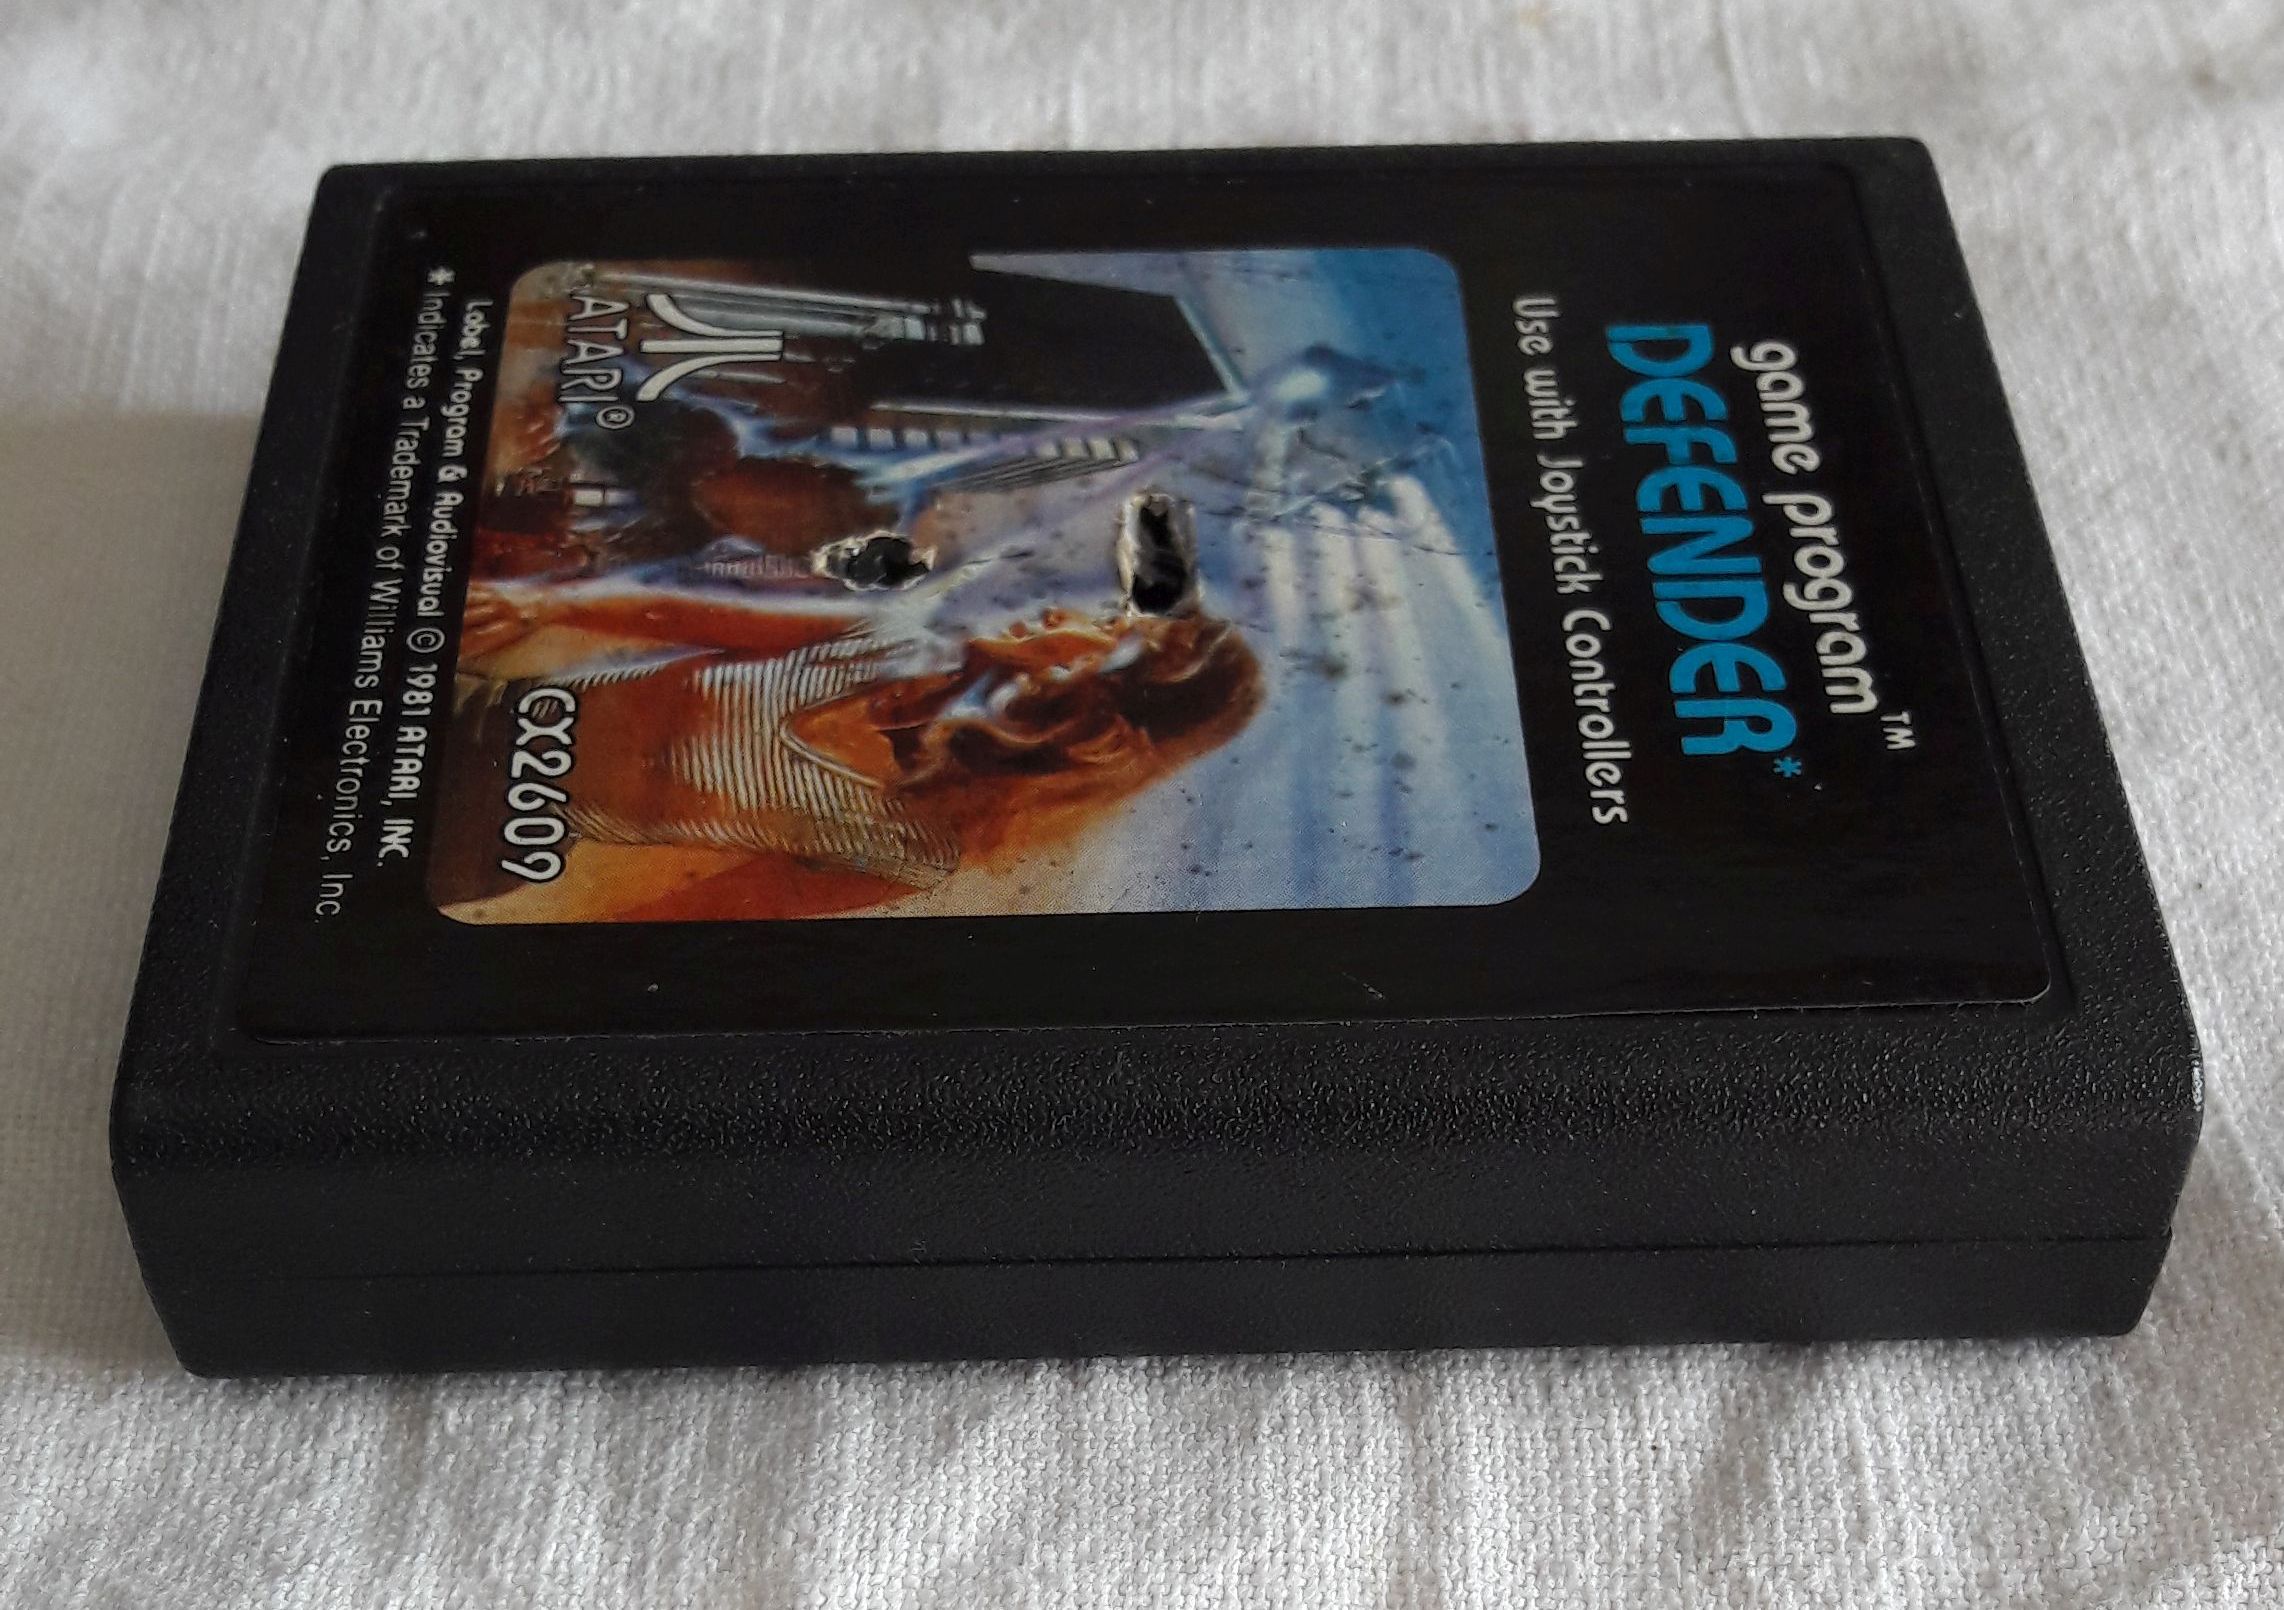 game program™
DEFENDER*
Use with Joystick Controllers
ATARI®
CX2609
Label, Program & Audiovisual © 1981 ATARI, INC.
* Indicates a Trademark of Williams Electronics, Inc